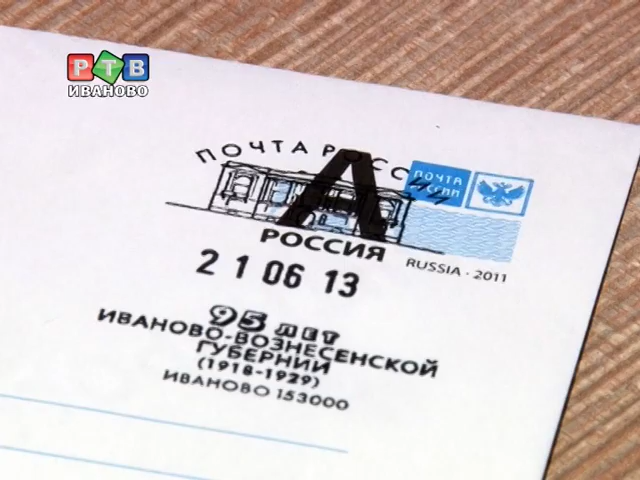 РТВ
ИВАНОВО
ПОЧТА РОСС
А
ПОЧТА
РОССИИ
РОССИЯ
RUSSIA · 2011
21 06 13
95 ЛЕТ
ИВАНОВО-ВОЗНЕСЕНСКОЙ
ГУБЕРНИИ
(1918-1929)
ИВАНОВО 153000